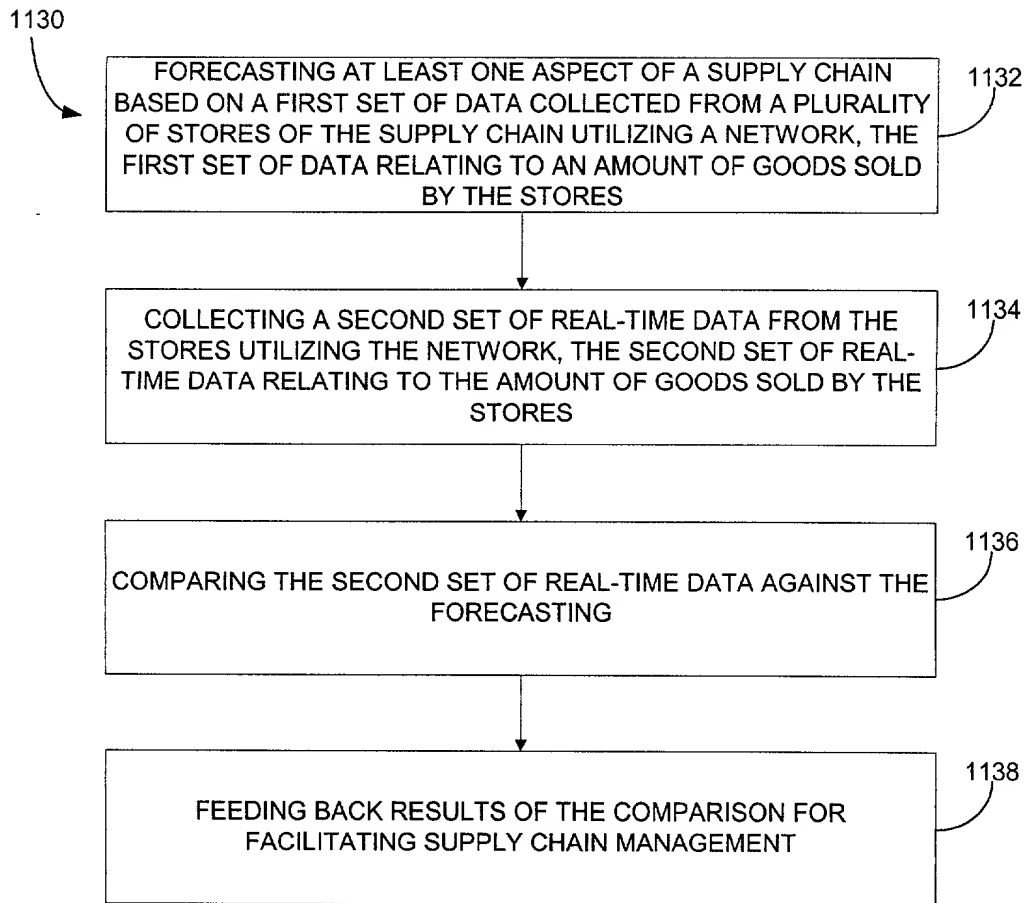 1130
FORECASTING AT LEAST ONE ASPECT OF A SUPPLY CHAIN
BASED ON A FIRST SET OF DATA COLLECTED FROM A PLURALITY
OF STORES OF THE SUPPLY CHAIN UTILIZING A NETWORK, THE
FIRST SET OF DATA RELATING TO AN AMOUNT OF GOODS SOLD
BY THE STORES
1132
COLLECTING A SECOND SET OF REAL-TIME DATA FROM THE
STORES UTILIZING THE NETWORK, THE SECOND SET OF REAL-
TIME DATA RELATING TO THE AMOUNT OF GOODS SOLD BY THE
STORES
1134
COMPARING THE SECOND SET OF REAL-TIME DATA AGAINST THE
FORECASTING
1136
FEEDING BACK RESULTS OF THE COMPARISON FOR
FACILITATING SUPPLY CHAIN MANAGEMENT
1138